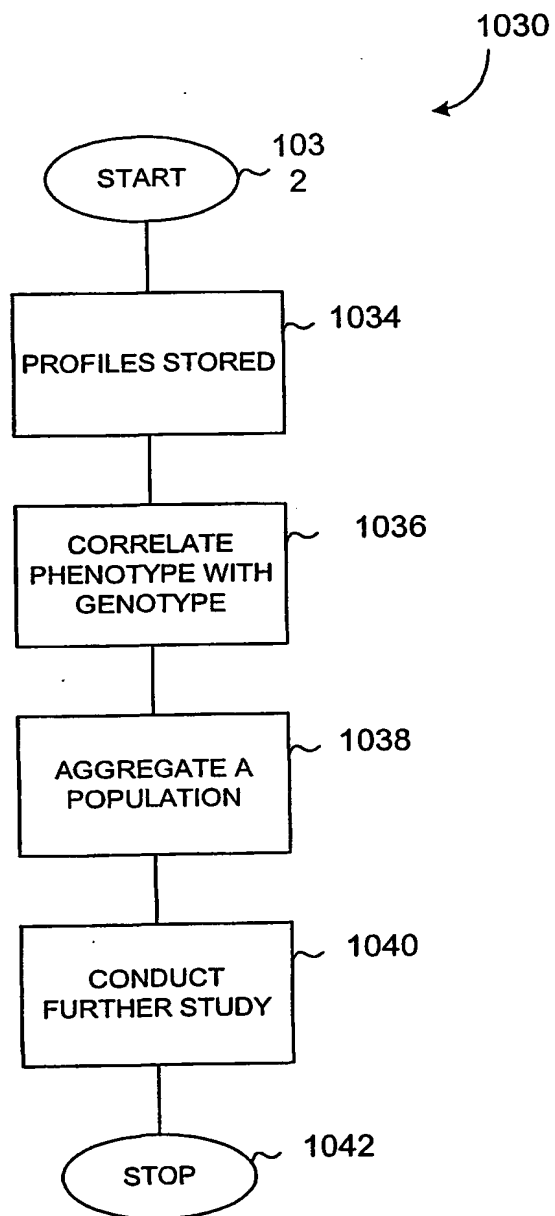 1030
START
103
2
PROFILES STORED
1034
CORRELATE
PHENOTYPE WITH
GENOTYPE
1036
AGGREGATE A
POPULATION
1038
CONDUCT
FURTHER STUDY
1040
STOP
1042